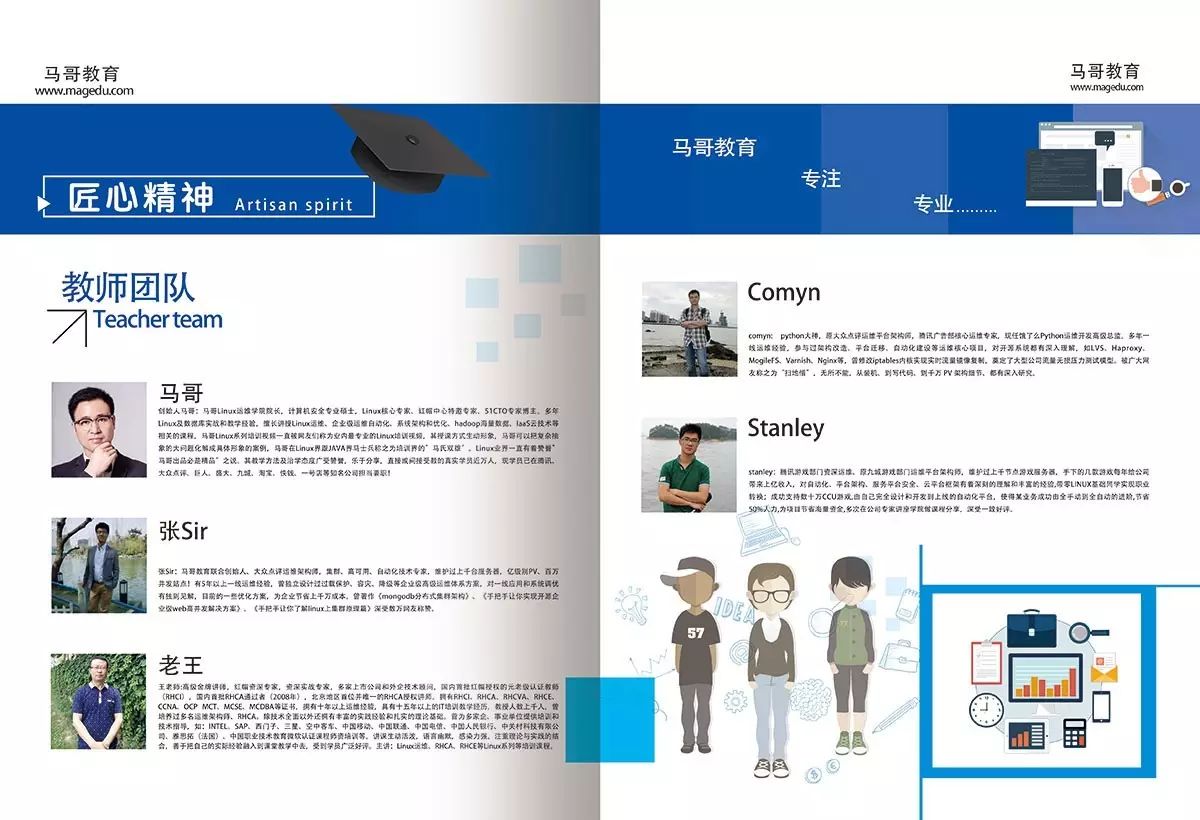 马哥教育
www.magedu.com
匠心精神 Artisan spirit
教师团队
Teacher team
马哥
创始人马哥：马哥Linux运维学院院长，计算机安全专业硕士，Linux核心专家、红帽中心特邀专家、51CTO专家博主。多年
Linux及数据库实战和教学经验，擅长讲授Linux运维、企业级运维自动化、系统架构和优化、hadoop海量数据、IaaS云技术等
相关的课程。马哥Linux系列培训视频一直被网友们称为业内最专业的Linux培训视频，其授课方式生动形象，马哥可以把复杂抽
象的大问题化解成具体形象的案例，马哥在Linux界跟JAVA界马士兵称之为培训界的"马氏双雄"。Linux业界一直有着赞誉"
马哥出品必是精品"之说，其教学方法及治学态度广受赞誉，乐于分享，直接或间接受教的真实学员近万人，现学员已在腾讯、
大众点评、巨人、盛大、九城、淘宝、快钱、一号店等知名公司担当要职！
张Sir
张Sir：马哥教育联合创始人、大众点评运维架构师，集群、高可用、自动化技术专家，维护过上千台服务器，亿级别PV、百万
并发站点！有5年以上一线运维经验，曾独立设计过过载保护、容灾、降级等企业级高级运维体系方案，对一线应用和系统调优
有独到见解，目前的一些优化方案，为企业节省上千万成本，曾著作《mongodb分布式集群架构》、《手把手让你实现开源企
业级web高并发解决方案》、《手把手让你了解linux上集群原理篇》深受数万网友称赞。
老王
王老师:高级金牌讲师，红帽资深专家，资深实战专家，多家上市公司和外企技术顾问，国内首批红帽授权的元老级认证教师
（RHCI），国内首批RHCA通过者（2008年），北京地区首位并唯一的RHCA授权讲师。拥有RHCI、RHCA、RHCVA、RHCE、
CCNA、OCP MCT、MCSE、MCDBA等证书，拥有十年以上运维经验，具有十五年以上的IT培训教学经历，教授人数上千人，曾
培养过多名运维架构师、RHCA。除技术全面以外还拥有丰富的实践经验和扎实的理论基础。曾为多家企、事业单位提供培训和
技术指导，如：INTEL、SAP、西门子、三星、空中客车、中国移动、中国电信、中国人民银行、中关村科技有限公
司、雅思拓（法国）、中国职业技术教育微软认证课程师资培训等。讲课生动活泼，语言幽默，感染力强，注重理论与实践的结
合，善于把自己的实际经验融入到课堂教学中去，受到学员广泛好评。主讲：Linux运维、RHCA、RHCE等Linux系列等培训课程。
马哥教育
www.magedu.com
马哥教育
专注
专业.........
Comyn
comyn: python大棒，原大众点评运维平台架构师，腾讯广告部核心运维专家，现任饿了么Python运维开发高级总监。多年一
线运维经验，参与过架构改造、平台迁移、自动化建设等运维核心项目，对开源系统都有深入理解，如LVS、Haproxy、
MogileFS、Varnish、Nginx等，曾修改iptables内核实现实时流量镜像复制，奠定了大型公司流量无损压力测试模型。被广大网
友称之为"扫地僧"，无所不能，从装机、到写代码、到千万 PV 架构细节、都有深入研究。
Stanley
stanley：腾讯游戏部门资深运维、原九城游戏部门运维平台架构师，维护过上千节点游戏服务器，手下的几款游戏每年给公司
带来上亿收入，对自动化、平台架构、服务平台安全、云平台框架有着深刻的理解和丰富的经验,带零LINUX基础同学实现职业
转换；成功支持数十万CCU游戏,由自己完全设计和开发到上线的自动化平台，使得某业务成功由全手动到全自动的进阶,节省
50%人力,为项目节省海量资金,多次在公司专家讲座学院做课程分享，深受一致好评。
IDEA
57
77